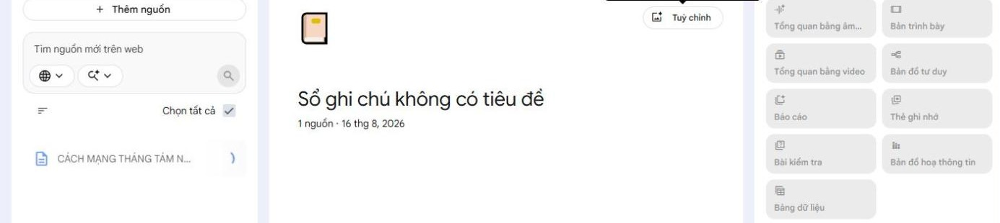 + Thêm nguồn
Tìm nguồn mới trên web
Chọn tất cả
CÁCH MẠNG THÁNG TÁM N...
Tuỳ chỉnh
Sổ ghi chú không có tiêu đề
1 nguồn · 16 thg 8, 2026
Tổng quan bằng âm...
Bản trình bày
Tổng quan bằng video
Bản đồ tư duy
Báo cáo
Thẻ ghi nhớ
Bài kiểm tra
Bản đồ hoạ thông tin
Bảng dữ liệu